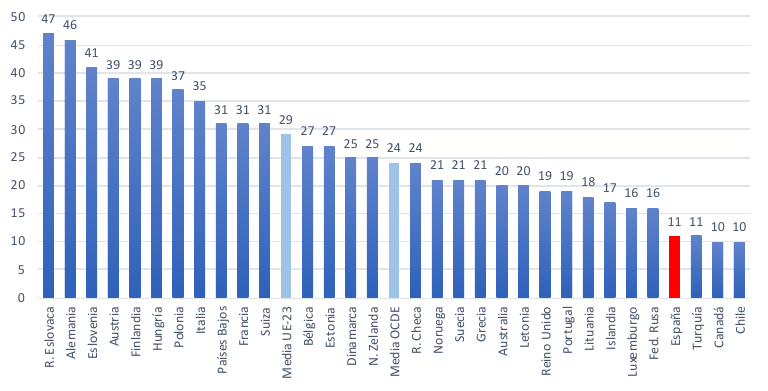 50
45
40
35
30
25
20
15
10
5
0
47
46
41
39
39
39
37
35
31
31
31
29
27
27
25
25
24
24
21
21
21
20
20
19
19
18
17
16
16
11
11
10
10
R. Eslovaca
Alemania
Eslovenia
Austria
Finlandia
Hungría
Polonia
Italia
Países Bajos
Francia
Suiza
Media UE-23
Bélgica
Estonia
Dinamarca
N. Zelanda
Media OCDE
R. Checa
Noruega
Suecia
Grecia
Australia
Letonia
Reino Unido
Portugal
Lituania
Islandia
Luxemburgo
Fed. Rusa
España
Turquía
Canadá
Chile